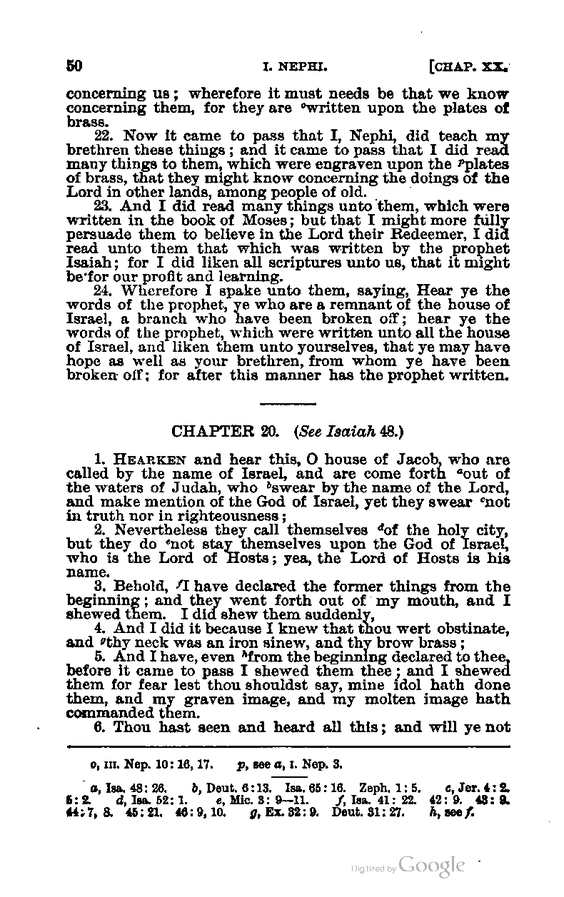 50 I. NEPHI. [CHAP. XX.
concerning us; wherefore it must needs be that we know
concerning them, for they are ᵒwritten upon the plates of
brass.
22. Now it came to pass that I, Nephi, did teach my
brethren these things; and it came to pass that I did read
many things to them, which were engraven upon the ᵖplates
of brass, that they might know concerning the doings of the
Lord in other lands, among people of old.
23. And I did read many things unto them, which were
written in the book of Moses; but that I might more fully
persuade them to believe in the Lord their Redeemer, I did
read unto them that which was written by the prophet
Isaiah; for I did liken all scriptures unto us, that it might
be for our profit and learning.
24. Wherefore I spake unto them, saying, Hear ye the
words of the prophet, ye who are a remnant of the house of
Israel, a branch who have been broken off; hear ye the
words of the prophet, which were written unto all the house
of Israel, and liken them unto yourselves, that ye may have
hope as well as your brethren, from whom ye have been
broken off; for after this manner has the prophet written.
CHAPTER 20. (See Isaiah 48.)
1. HEARKEN and hear this, O house of Jacob, who are
called by the name of Israel, and are come forth ᵃout of
the waters of Judah, who ᵇswear by the name of the Lord,
and make mention of the God of Israel, yet they swear ᶜnot
in truth nor in righteousness;
2. Nevertheless they call themselves ᵈof the holy city,
but they do ᵉnot stay themselves upon the God of Israel,
who is the Lord of Hosts; yea, the Lord of Hosts is his
name.
3. Behold, ᶠI have declared the former things from the
beginning; and they went forth out of my mouth, and I
shewed them. I did shew them suddenly,
4. And I did it because I knew that thou wert obstinate,
and ᵍthy neck was an iron sinew, and thy brow brass;
5. And I have, even ʰfrom the beginning declared to thee,
before it came to pass I shewed them thee; and I shewed
them for fear lest thou shouldst say, mine idol hath done
them, and my graven image, and my molten image hath
commanded them.
6. Thou hast seen and heard all this; and will ye not
o, III. Nep. 10: 16, 17. p, see a, I. Nep. 3.
a, Isa. 48: 26. b, Deut. 6: 13. Isa. 65: 16. Zeph. 1: 5. c, Jer. 4: 2.
5: 2. d, Isa. 52: 1. e, Mic. 3: 9—11. f, Isa. 41: 22. 42: 9. 43: 9.
44: 7, 8. 45: 21. 46: 9, 10. g, Ex. 32: 9. Deut. 31: 27. h, see f.
Digitized by Google